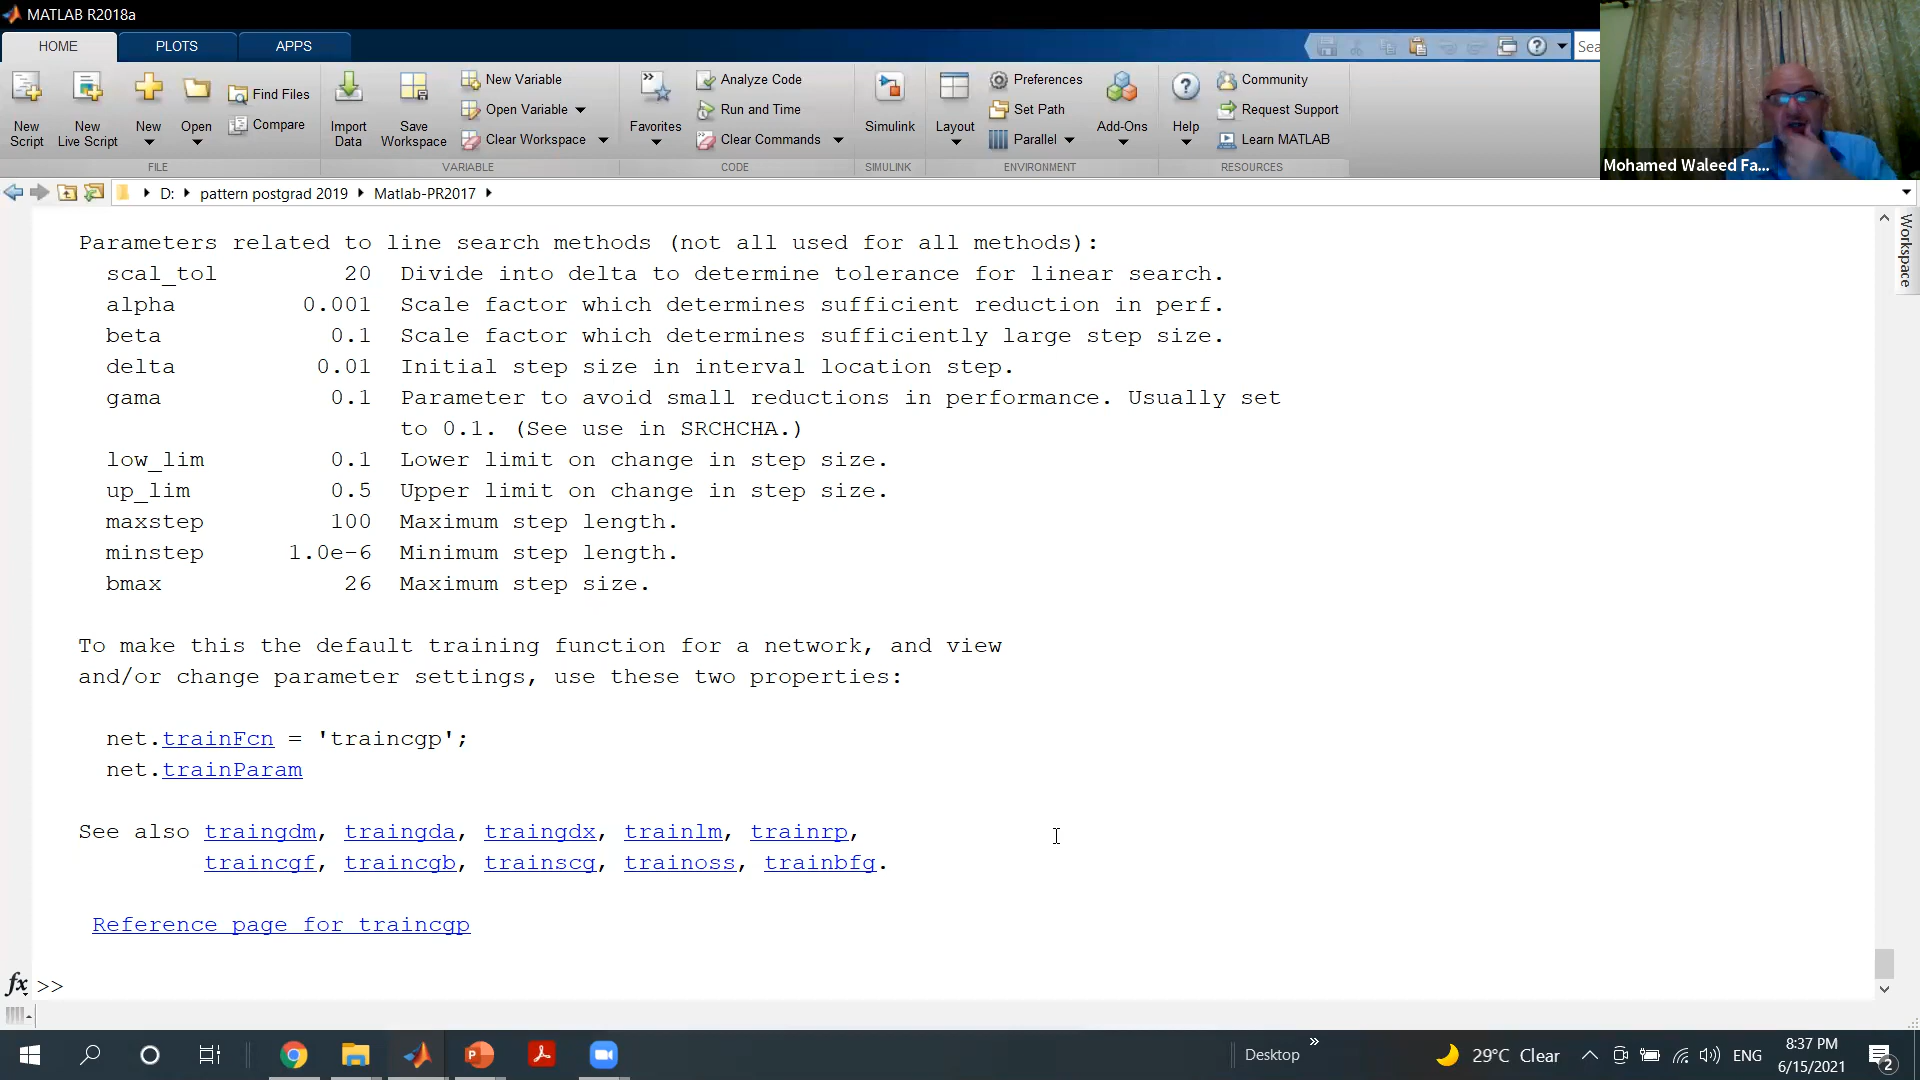 MATLAB R2018a
HOME PLOTS APPS
Sea
New Script
New Live Script
New
Open
Find Files
Compare
Import Data
Save Workspace
New Variable
Open Variable
Clear Workspace
Favorites
Analyze Code
Run and Time
Clear Commands
Simulink
Layout
Preferences
Set Path
Parallel
Add-Ons
Help
Community
Request Support
Learn MATLAB
FILE VARIABLE CODE SIMULINK ENVIRONMENT RESOURCES
Mohamed Waleed Fa...
D: pattern postgrad 2019 Matlab-PR2017
Workspace
Parameters related to line search methods (not all used for all methods):
scal_tol 20 Divide into delta to determine tolerance for linear search.
alpha 0.001 Scale factor which determines sufficient reduction in perf.
beta 0.1 Scale factor which determines sufficiently large step size.
delta 0.01 Initial step size in interval location step.
gama 0.1 Parameter to avoid small reductions in performance. Usually set
to 0.1. (See use in SRCHCHA.)
low_lim 0.1 Lower limit on change in step size.
up_lim 0.5 Upper limit on change in step size.
maxstep 100 Maximum step length.
minstep 1.0e-6 Minimum step length.
bmax 26 Maximum step size.
To make this the default training function for a network, and view
and/or change parameter settings, use these two properties:
net.trainFcn = 'traincgp';
net.trainParam
See also traingdm, traingda, traingdx, trainlm, trainrp,
traincgf, traincgb, trainscg, trainoss, trainbfg.
Reference page for traincgp
fx >>
Desktop
29°C Clear
ENG
8:37 PM
6/15/2021
2